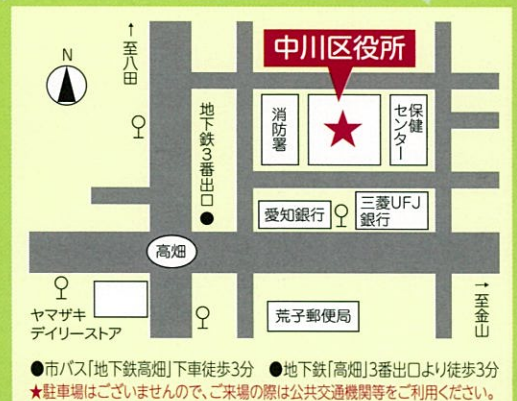 中川区役所
↑至八田
N
地下鉄3番出口●
消防署
保健
センター
愛知銀行
三菱UFJ
銀行
高畑
ヤマザキ
デイリーストア
荒子郵便局
→至金山
●市バス「地下鉄高畑」下車徒歩3分 ●地下鉄「高畑」3番出口より徒歩3分
★駐車場はございませんので、ご来場の際は公共交通機関等をご利用ください。